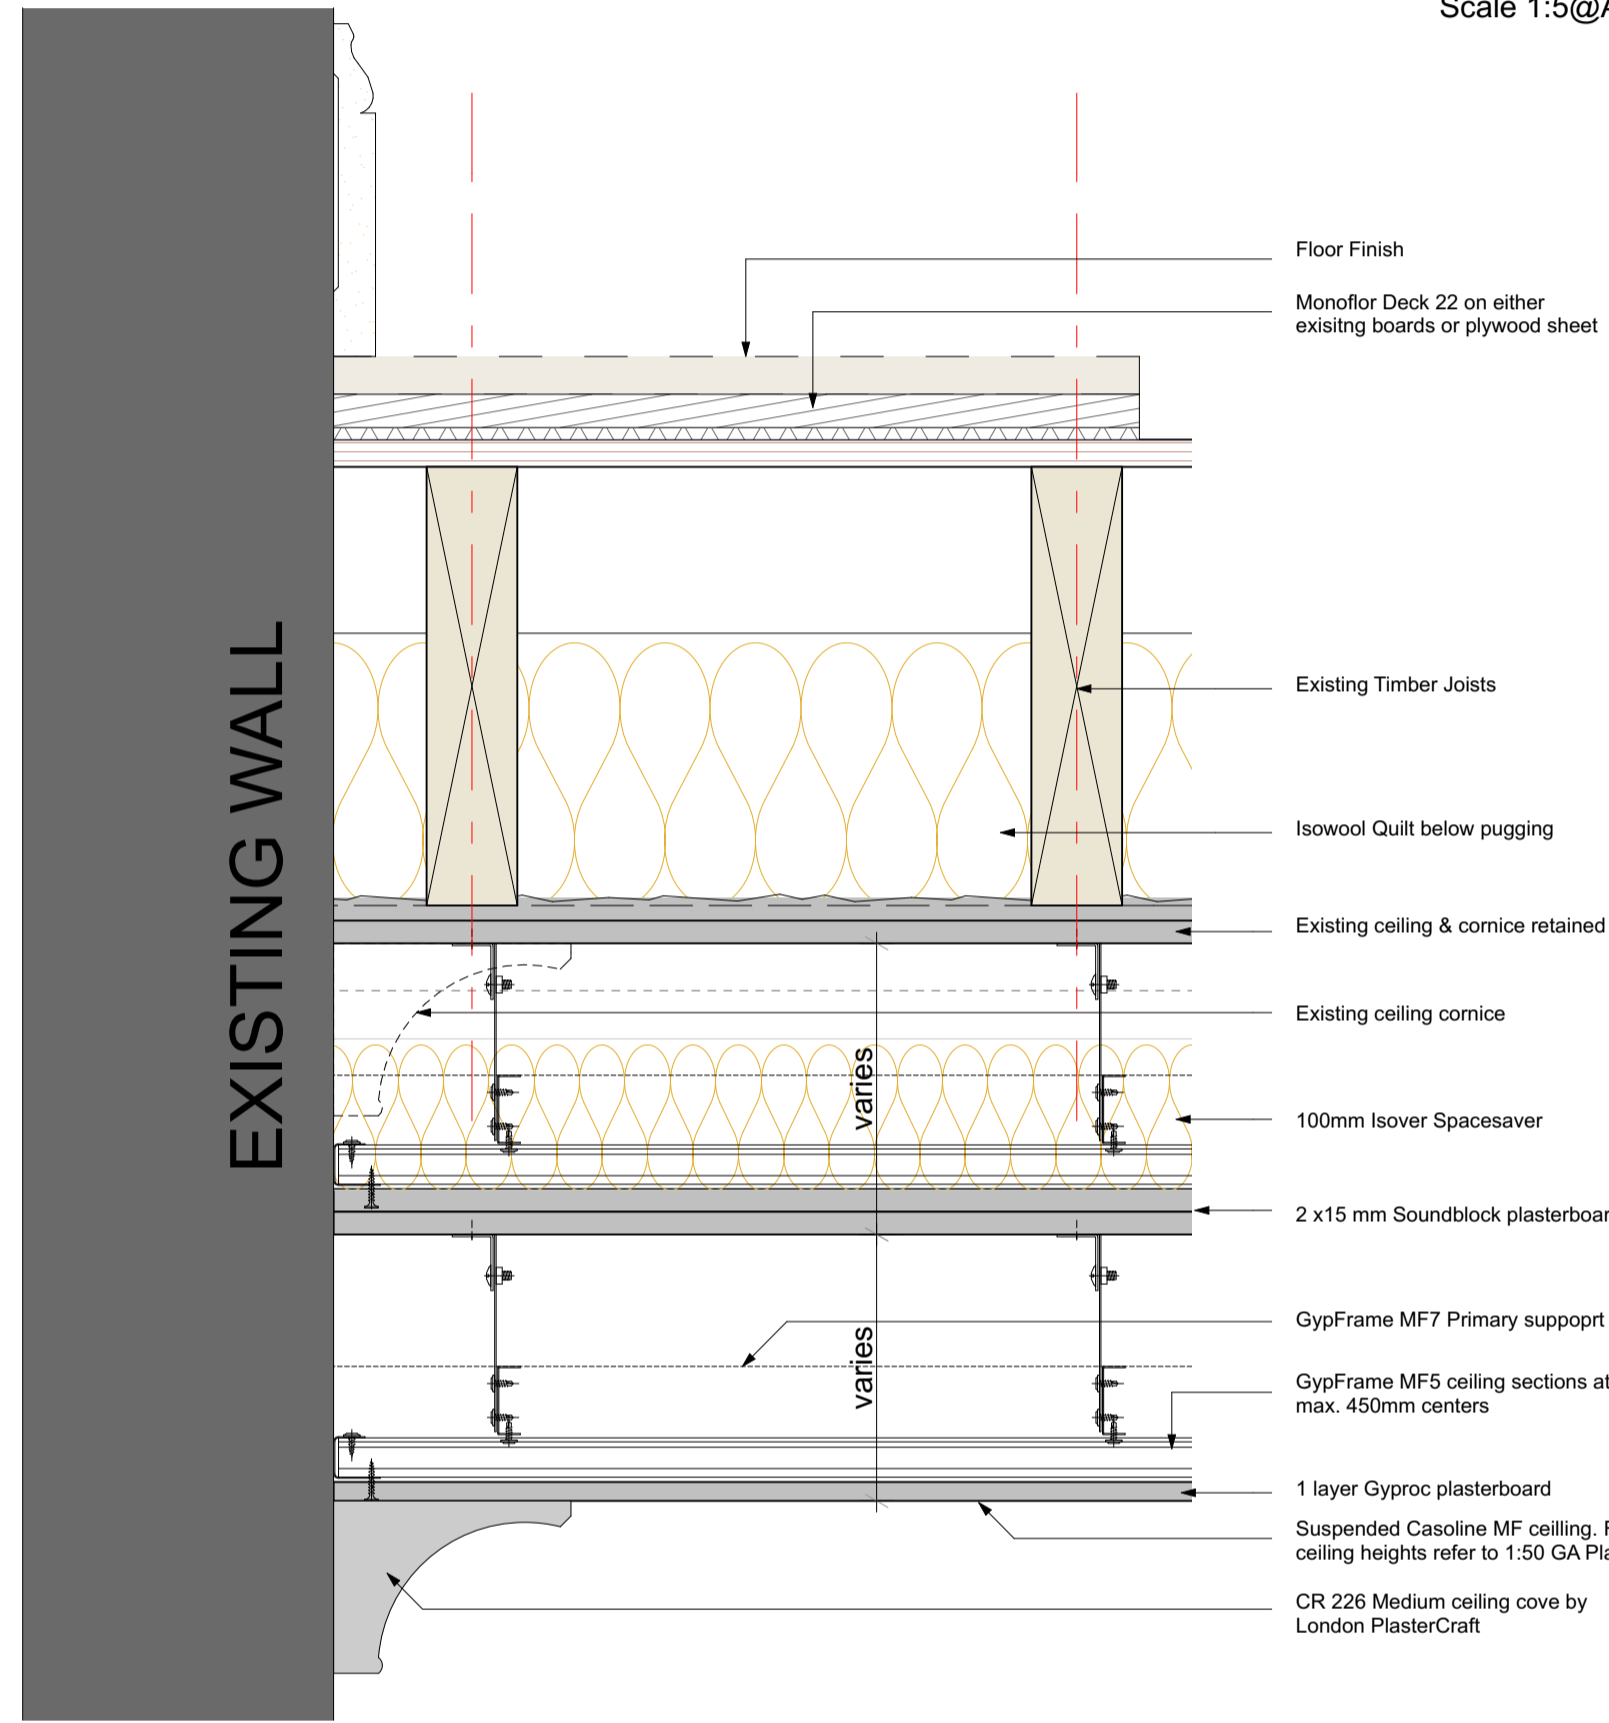 Scale 1:5@A
Floor Finish
Monoflor Deck 22 on either
exisitng boards or plywood sheet
Existing Timber Joists
Isowool Quilt below pugging
Existing ceiling & cornice retained
Existing ceiling cornice
100mm Isover Spacesaver
2 x15 mm Soundblock plasterboar
GypFrame MF7 Primary suppoprt
GypFrame MF5 ceiling sections at
max. 450mm centers
1 layer Gyproc plasterboard
Suspended Casoline MF ceilling. F
ceiling heights refer to 1:50 GA Pla
CR 226 Medium ceiling cove by
London PlasterCraft
EXISTING WALL
varies
varies